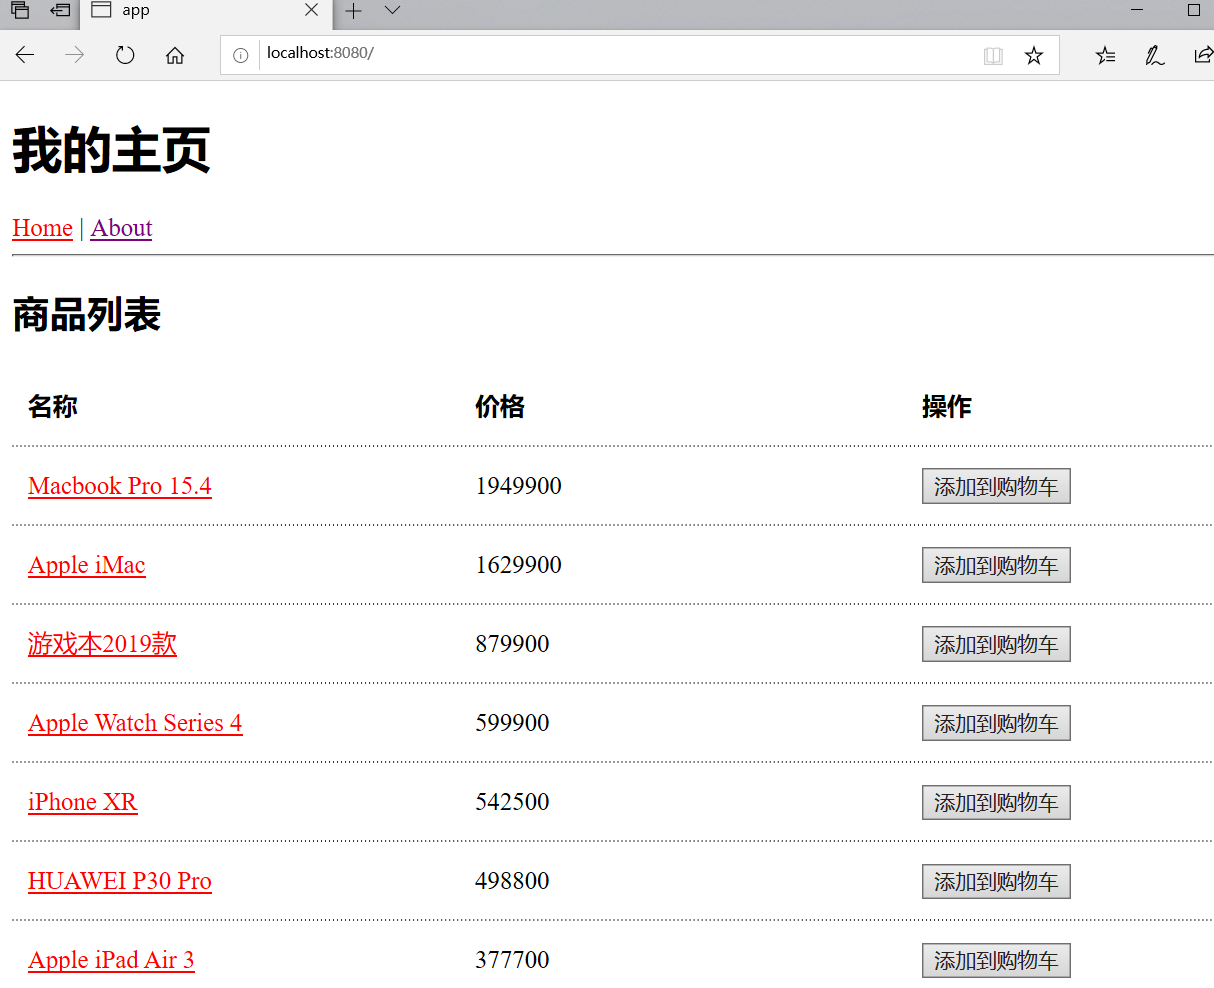 app
localhost:8080/
我的主页
Home | About
商品列表
名称 价格 操作
Macbook Pro 15.4 1949900 添加到购物车
Apple iMac 1629900 添加到购物车
游戏本2019款 879900 添加到购物车
Apple Watch Series 4 599900 添加到购物车
iPhone XR 542500 添加到购物车
HUAWEI P30 Pro 498800 添加到购物车
Apple iPad Air 3 377700 添加到购物车